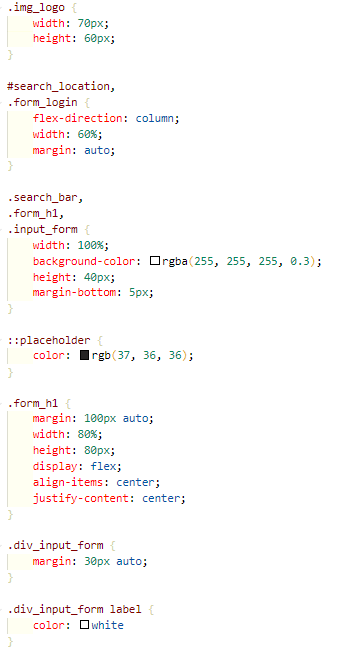 .img_logo {
width: 70px;
height: 60px;
}
#search_location,
.form_login {
flex-direction: column;
width: 60%;
margin: auto;
}
.search_bar,
.form_h1,
.input_form {
width: 100%;
background-color: rgba(255, 255, 255, 0.3);
height: 40px;
margin-bottom: 5px;
}
::placeholder {
color: rgb(37, 36, 36);
}
.form_h1 {
margin: 100px auto;
width: 80%;
height: 80px;
display: flex;
align-items: center;
justify-content: center;
}
.div_input_form {
margin: 30px auto;
}
.div_input_form label {
color: white
}